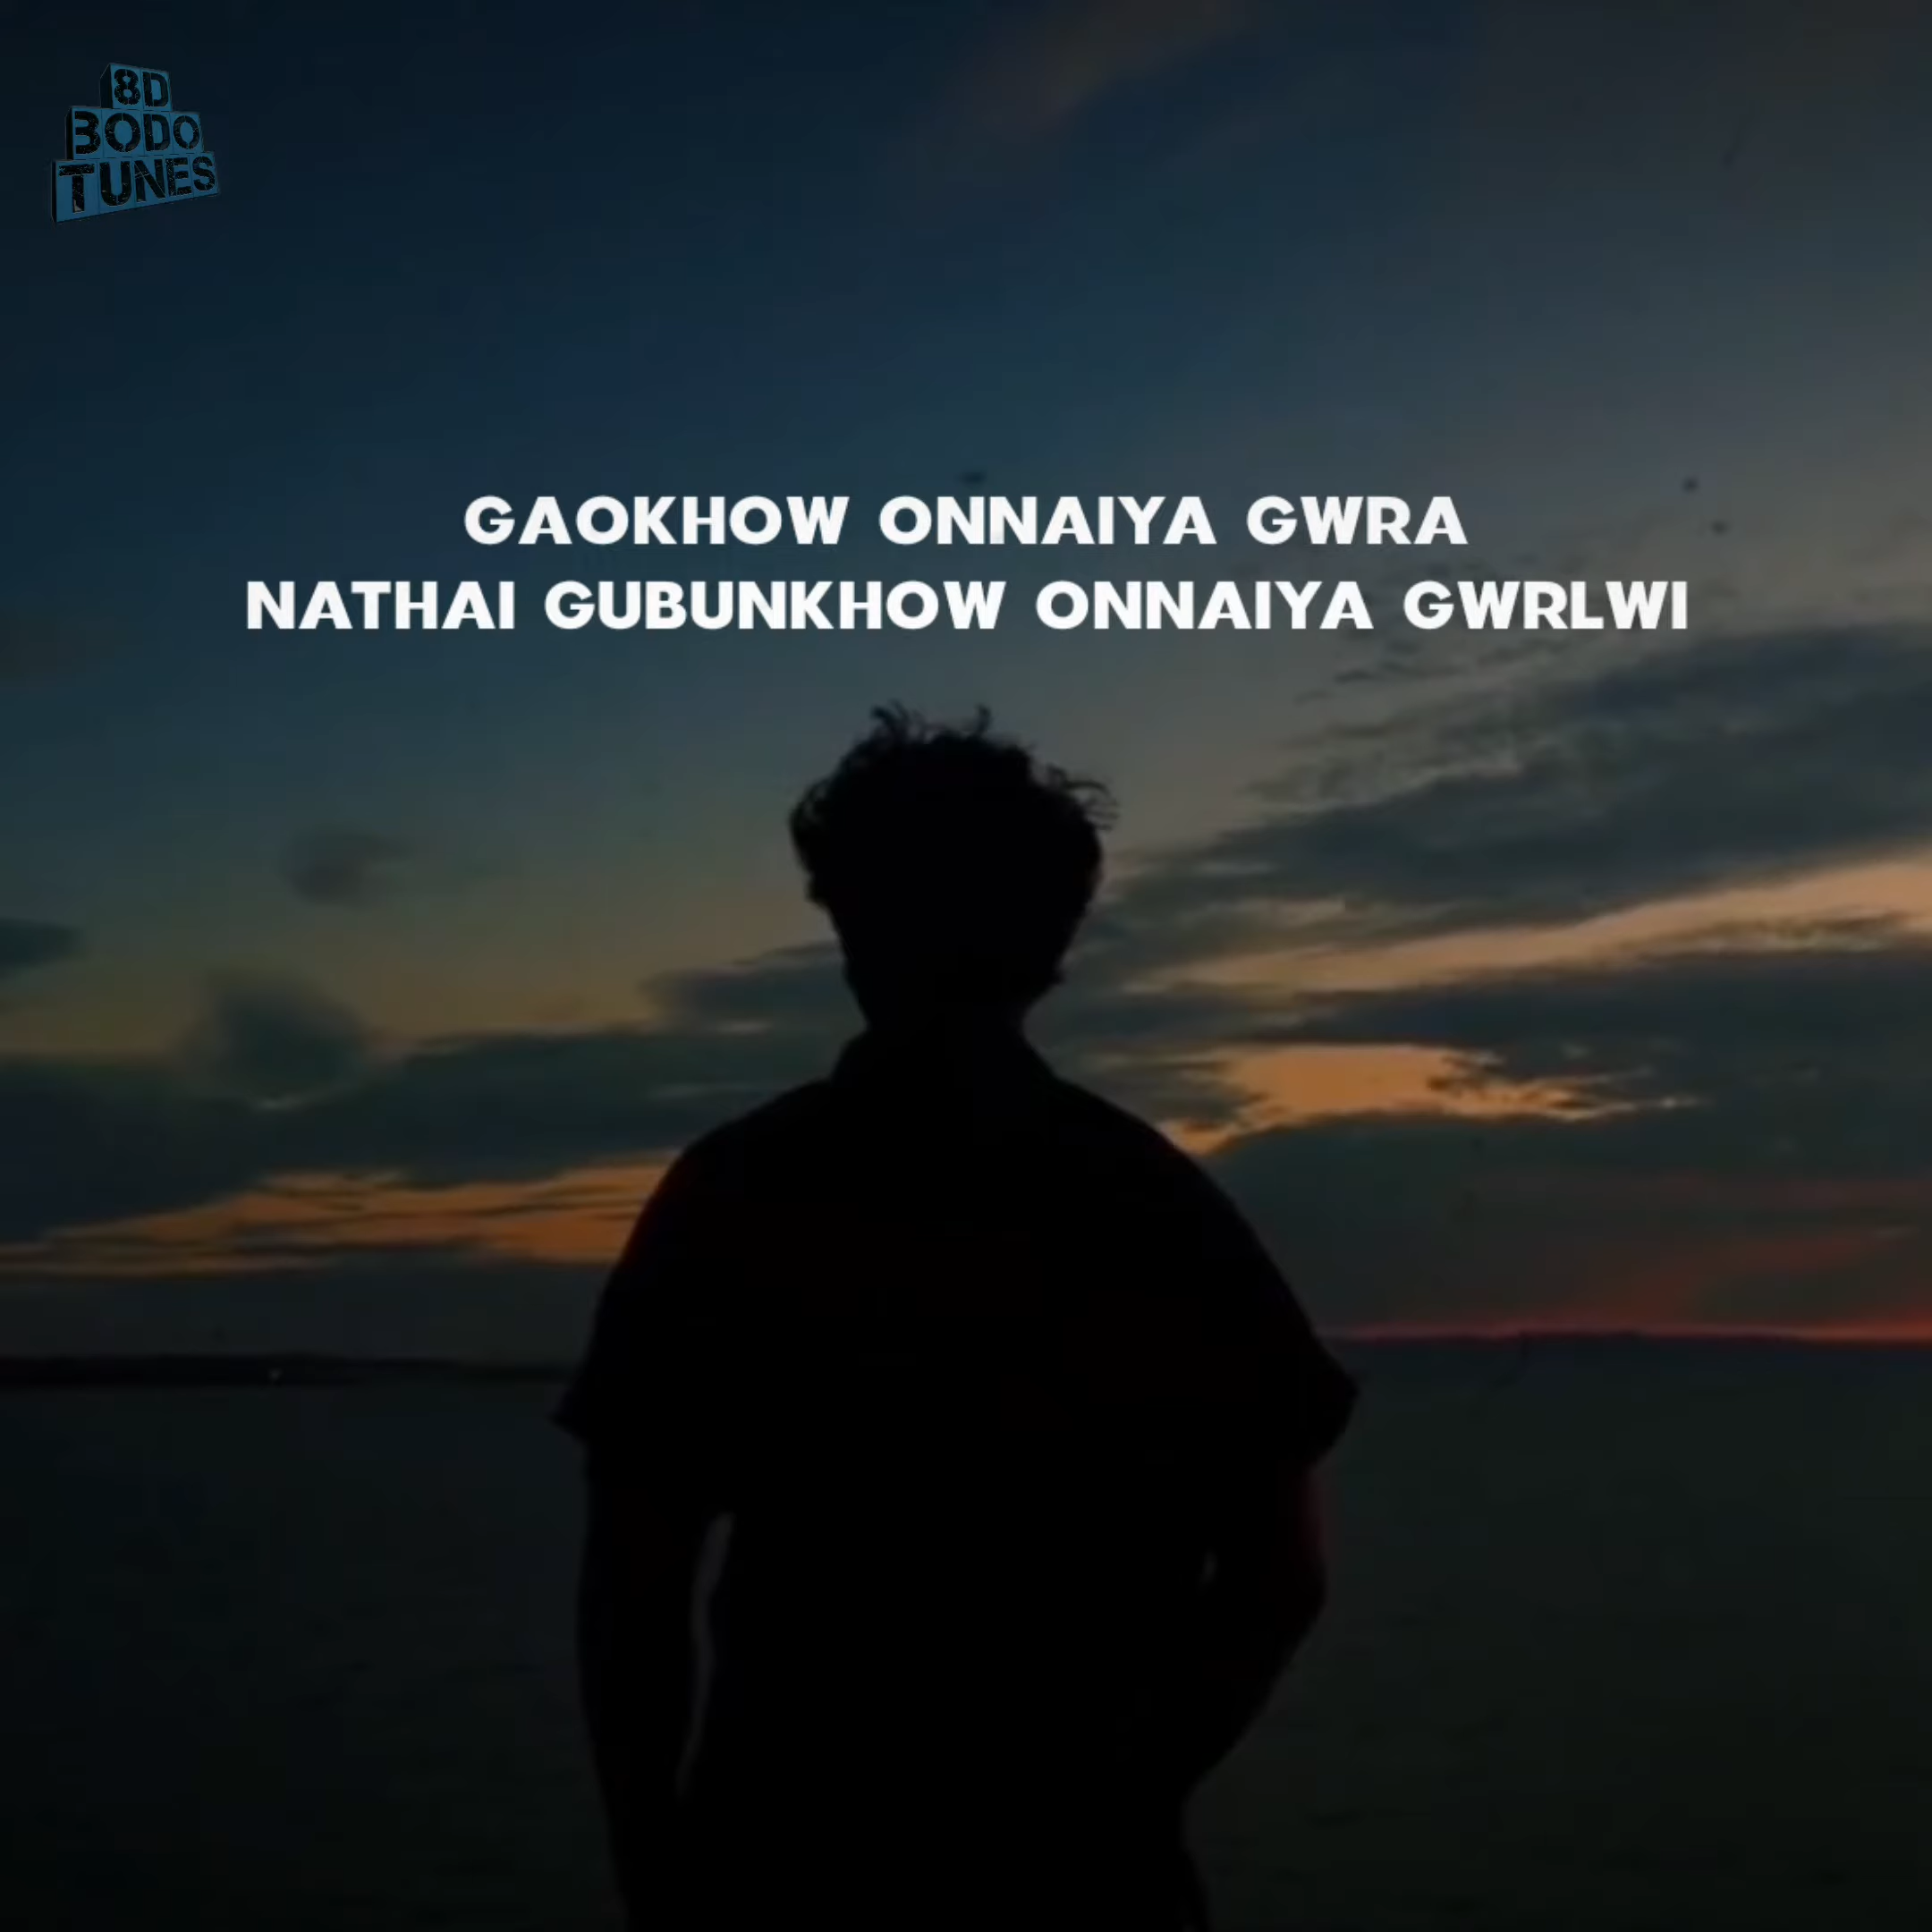 8D
BODO
TUNES
GAOKHOW ONNAIYA GWRA
NATHAI GUBUNKHOW ONNAIYA GWRLWI